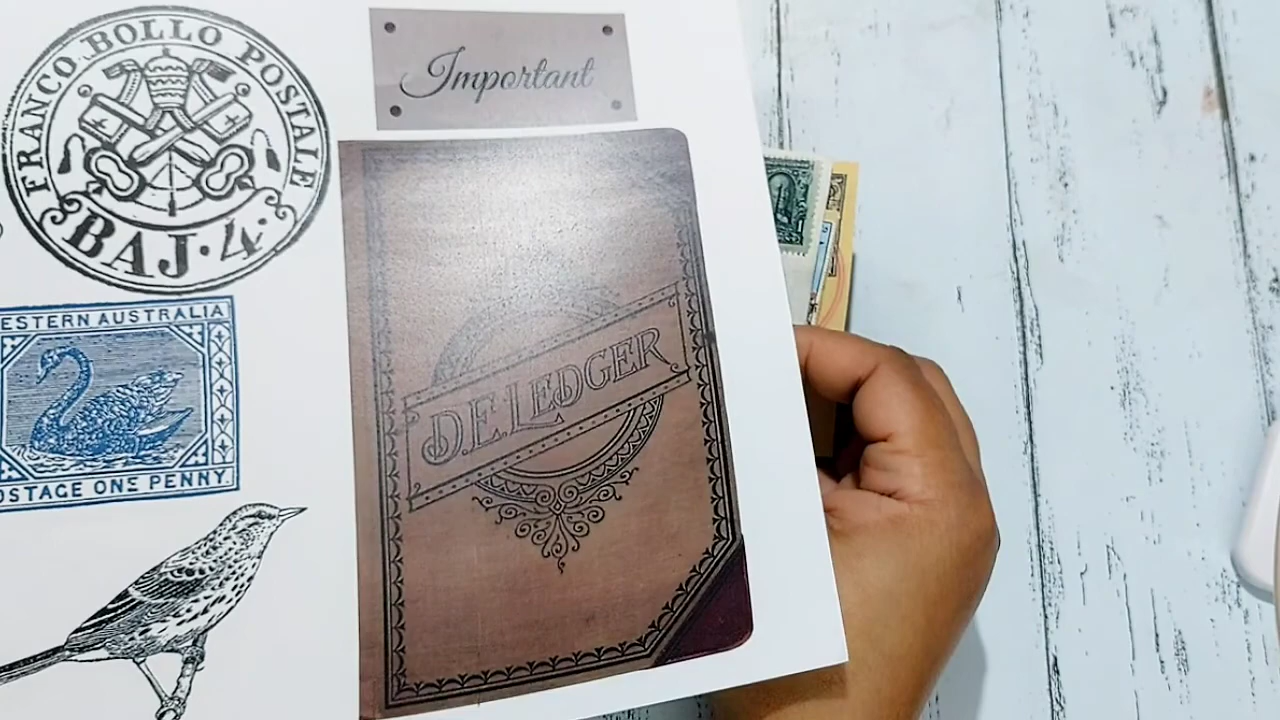 FRANCO BOLLO POSTALE
BAJ·4·
Important
ESTERN AUSTRALIA
OSTAGE ONE PENNY.
D.E. LEDGER